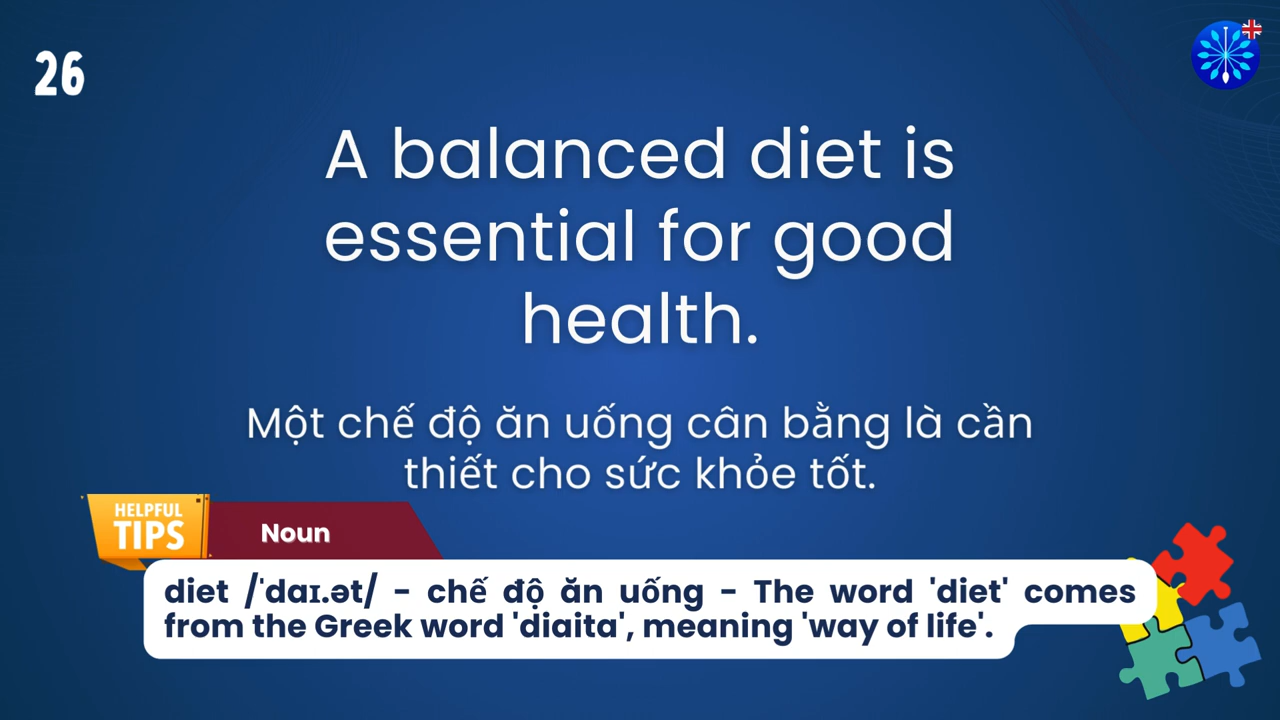 26
A balanced diet is
essential for good
health.
Một chế độ ăn uống cân bằng là cần
thiết cho sức khỏe tốt.
HELPFUL
TIPS
Noun
diet /ˈdaɪ.ət/ - chế độ ăn uống - The word 'diet' comes
from the Greek word 'diaita', meaning 'way of life'.